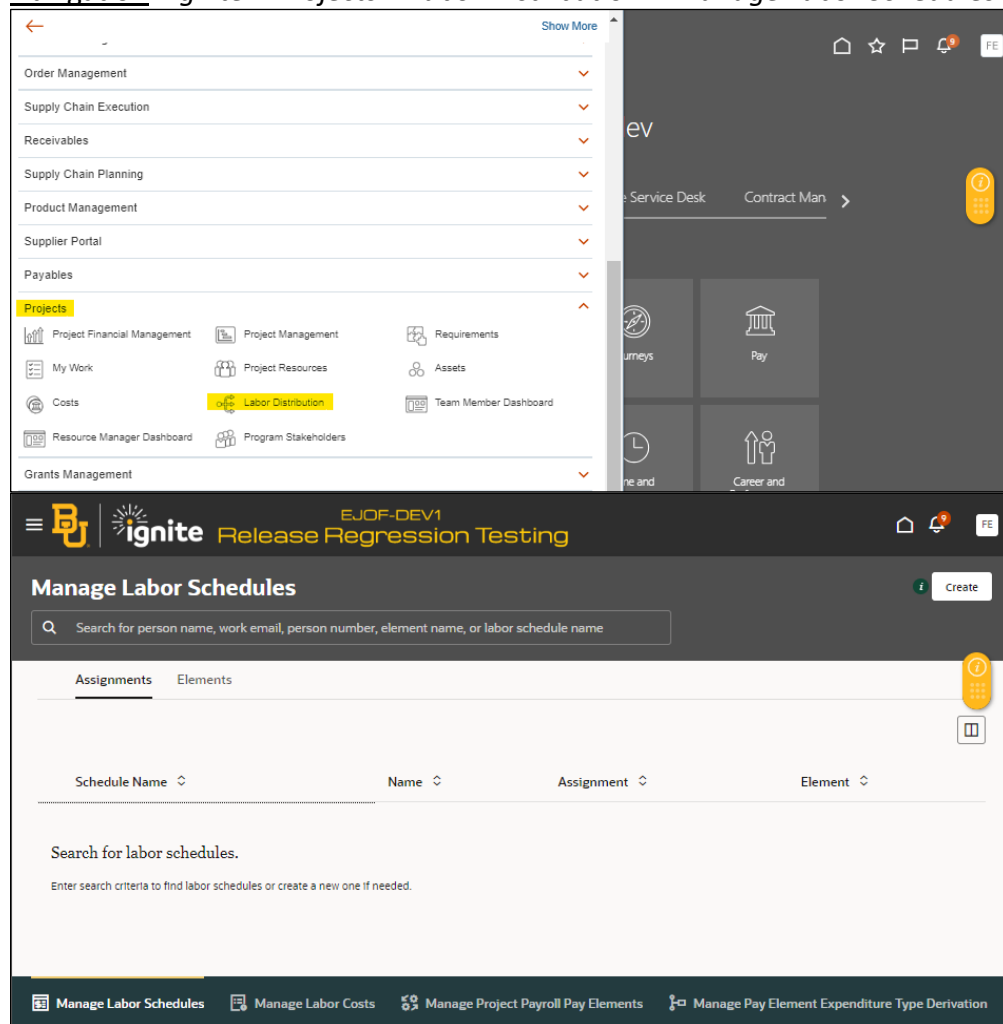 Show More
Order Management
Supply Chain Execution
Receivables
Supply Chain Planning
Product Management
Supplier Portal
Payables
Projects
Project Financial Management Project Management Requirements
My Work Project Resources Assets
Costs Labor Distribution Team Member Dashboard
Resource Manager Dashboard Program Stakeholders
Grants Management
9 FE
ev
Service Desk Contract Man
urneys Pay
ne and Career and
BU ignite EJOF-DEV1
Release Regression Testing
9 FE
Manage Labor Schedules
i Create
Search for person name, work email, person number, element name, or labor schedule name
Assignments Elements
Schedule Name Name Assignment Element
Search for labor schedules.
Enter search criteria to find labor schedules or create a new one if needed.
Manage Labor Schedules Manage Labor Costs Manage Project Payroll Pay Elements Manage Pay Element Expenditure Type Derivation